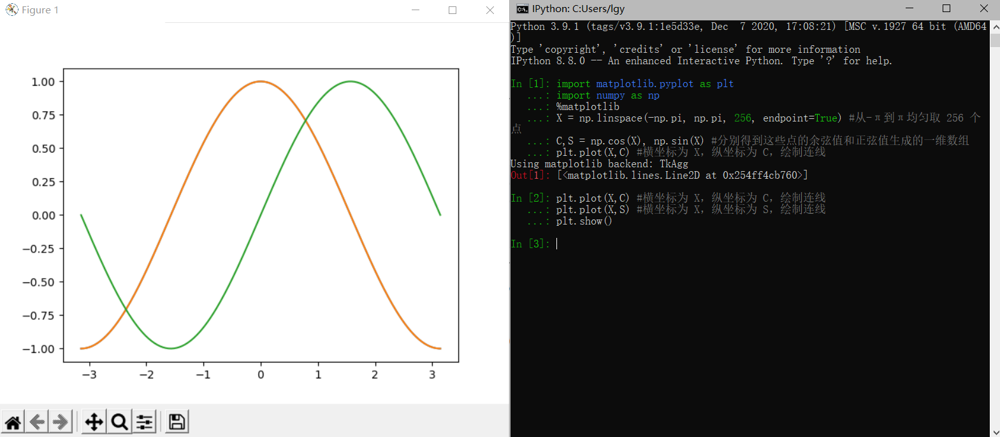 Figure 1
1.00
0.75
0.50
0.25
0.00
−0.25
−0.50
−0.75
−1.00
−3 −2 −1 0 1 2 3
IPython: C:Users/lgy
Python 3.9.1 (tags/v3.9.1:1e5d33e, Dec  7 2020, 17:08:21) [MSC v.1927 64 bit (AMD64
)]
Type 'copyright', 'credits' or 'license' for more information
IPython 8.8.0 -- An enhanced Interactive Python. Type '?' for help.
In [1]: import matplotlib.pyplot as plt
...: import numpy as np
...: %matplotlib
...: X = np.linspace(-np.pi, np.pi, 256, endpoint=True) #从-π到π均匀取 256 个
点
...: C,S = np.cos(X), np.sin(X) #分别得到这些点的余弦值和正弦值生成的一维数组
...: plt.plot(X,C) #横坐标为 X，纵坐标为 C，绘制连线
Using matplotlib backend: TkAgg
Out[1]: [<matplotlib.lines.Line2D at 0x254ff4cb760>]
In [2]: plt.plot(X,C) #横坐标为 X，纵坐标为 C，绘制连线
...: plt.plot(X,S) #横坐标为 X，纵坐标为 S，绘制连线
...: plt.show()
In [3]: